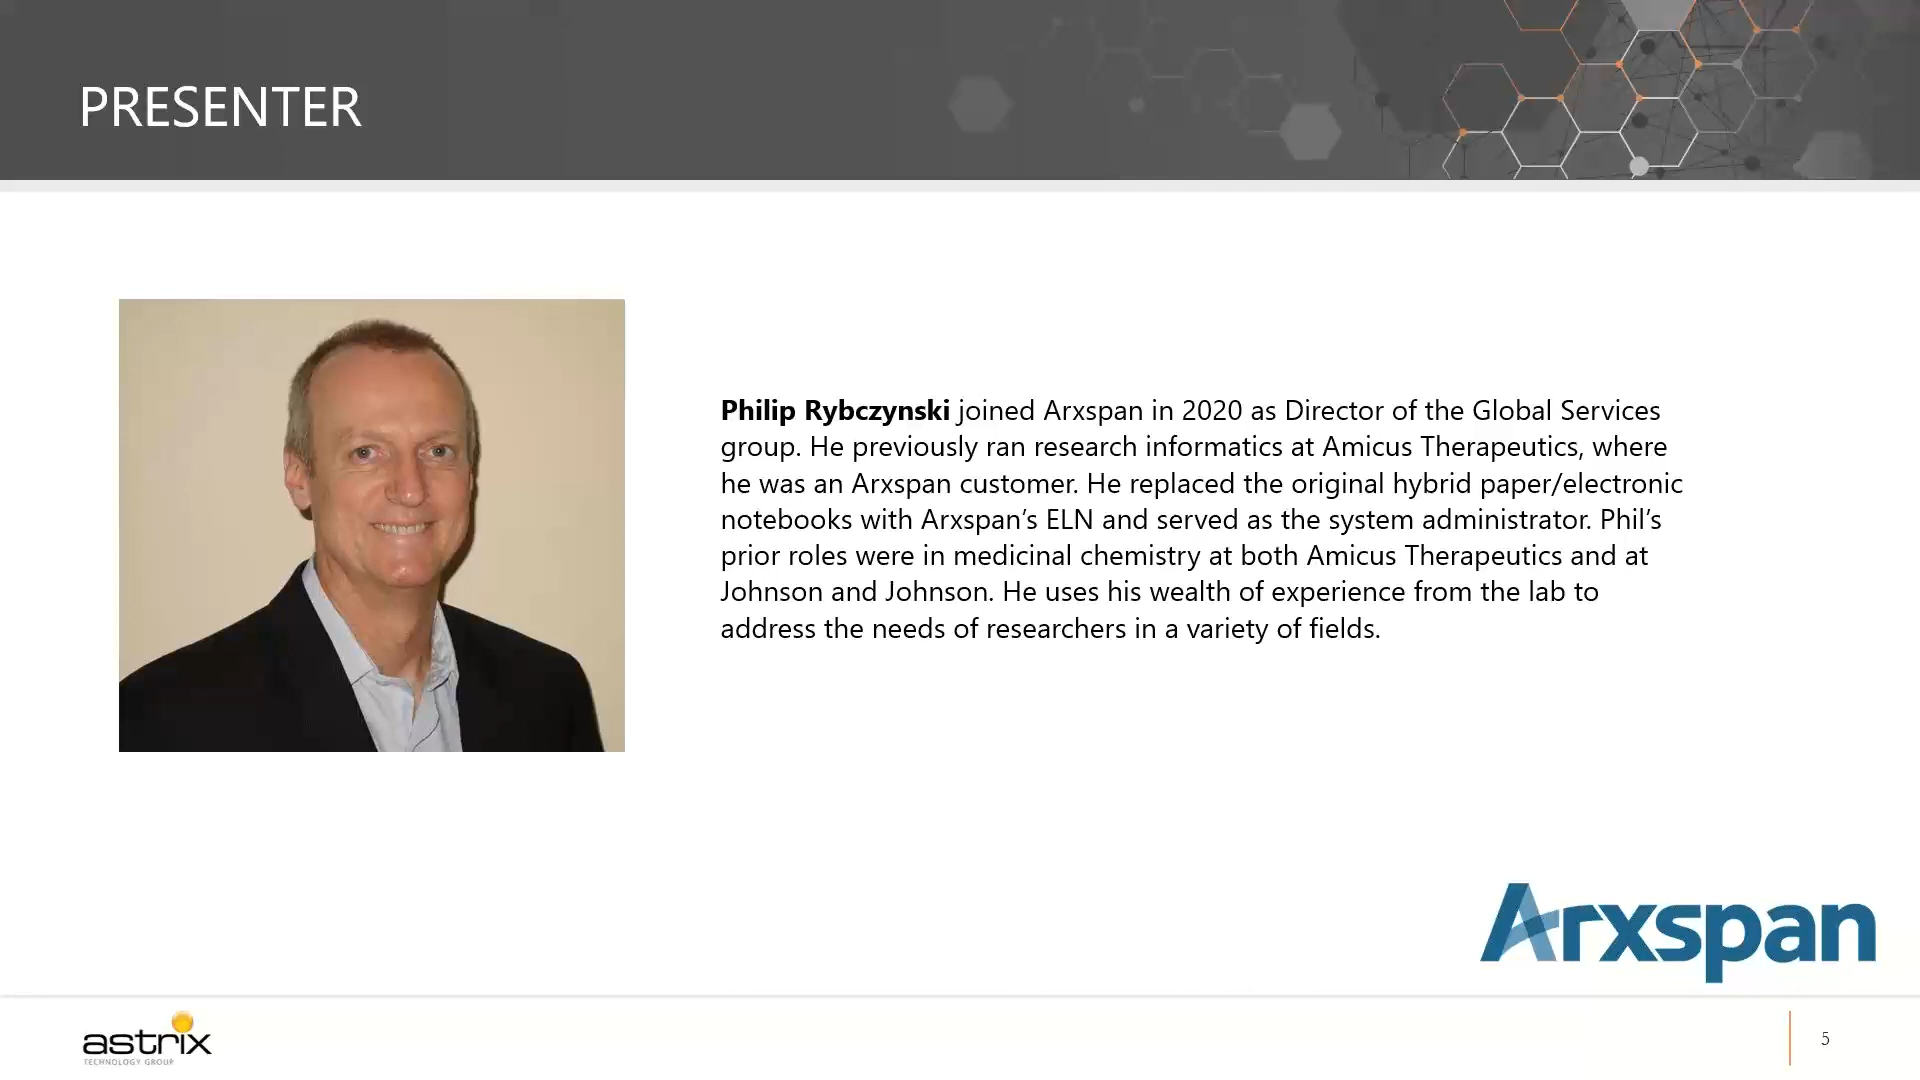 PRESENTER
Philip Rybczynski joined Arxspan in 2020 as Director of the Global Services
group. He previously ran research informatics at Amicus Therapeutics, where
he was an Arxspan customer. He replaced the original hybrid paper/electronic
notebooks with Arxspan’s ELN and served as the system administrator. Phil’s
prior roles were in medicinal chemistry at both Amicus Therapeutics and at
Johnson and Johnson. He uses his wealth of experience from the lab to
address the needs of researchers in a variety of fields.
Arxspan
astrix
TECHNOLOGY GROUP
5